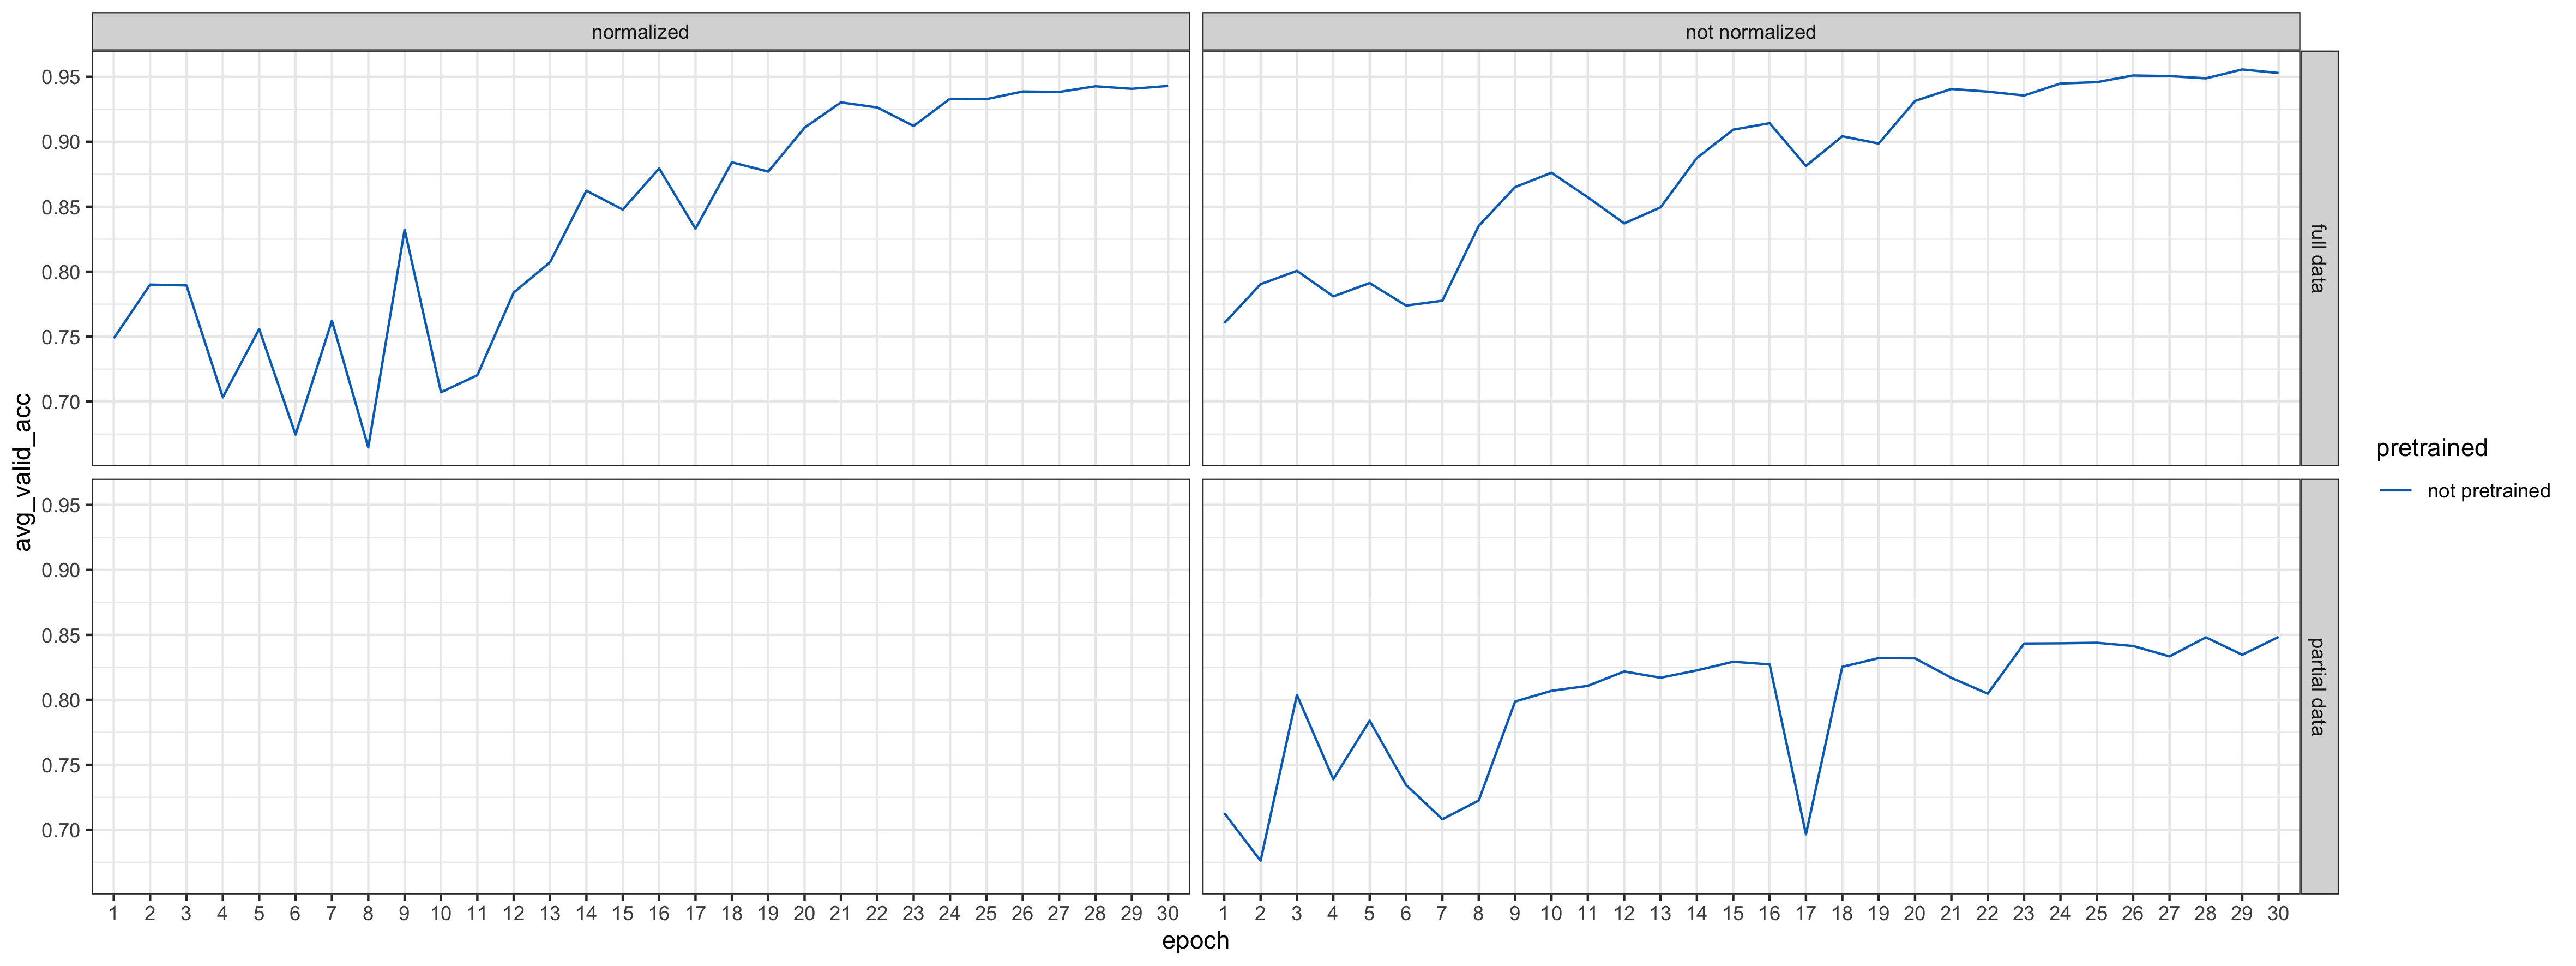 normalized
not normalized
0.95
0.90
0.85
0.80
0.75
0.70
full data
avg_valid_acc
0.95
0.90
0.85
0.80
0.75
0.70
partial data
1 2 3 4 5 6 7 8 9 10 11 12 13 14 15 16 17 18 19 20 21 22 23 24 25 26 27 28 29 30
1 2 3 4 5 6 7 8 9 10 11 12 13 14 15 16 17 18 19 20 21 22 23 24 25 26 27 28 29 30
epoch
pretrained
not pretrained